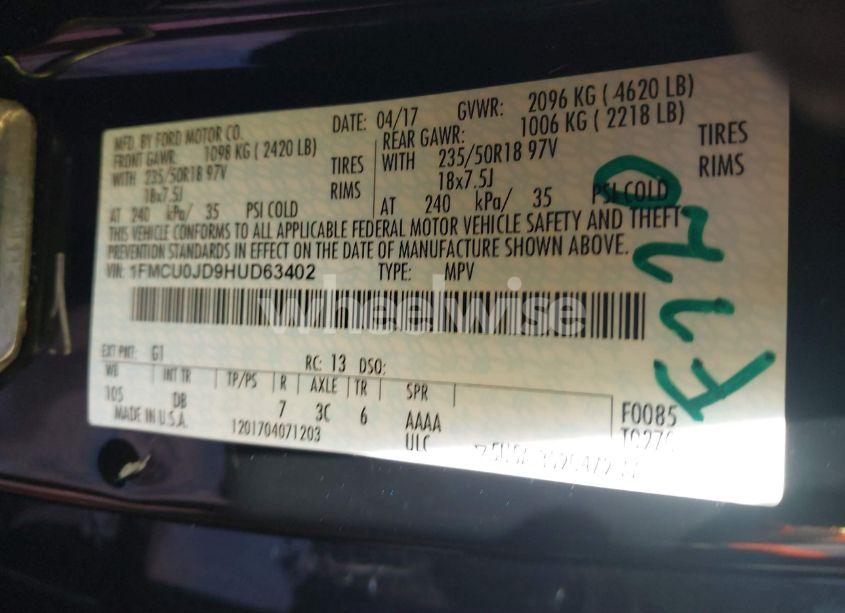 MFD. BY FORD MOTOR CO.
DATE: 04/17
GVWR: 2096 KG ( 4620 LB)
FRONT GAWR: 1098 KG ( 2420 LB)
REAR GAWR: 1006 KG ( 2218 LB)
WITH 235/50R18 97V TIRES
WITH 235/50R18 97V TIRES
18x7.5J RIMS
18x7.5J RIMS
AT 240 kPa/ 35 PSI COLD
AT 240 kPa/ 35 PSI COLD
THIS VEHICLE CONFORMS TO ALL APPLICABLE FEDERAL MOTOR VEHICLE SAFETY AND THEFT
PREVENTION STANDARDS IN EFFECT ON THE DATE OF MANUFACTURE SHOWN ABOVE.
VIN: 1FMCU0JD9HUD63402 TYPE: MPV
wheelwise
EXT PNT: G1 RC: 13 DSO:
WB INT TR TP/PS R AXLE TR SPR
105 DB 7 3C 6 AAAA
F0085
MADE IN U.S.A. 1201704071203 ULC